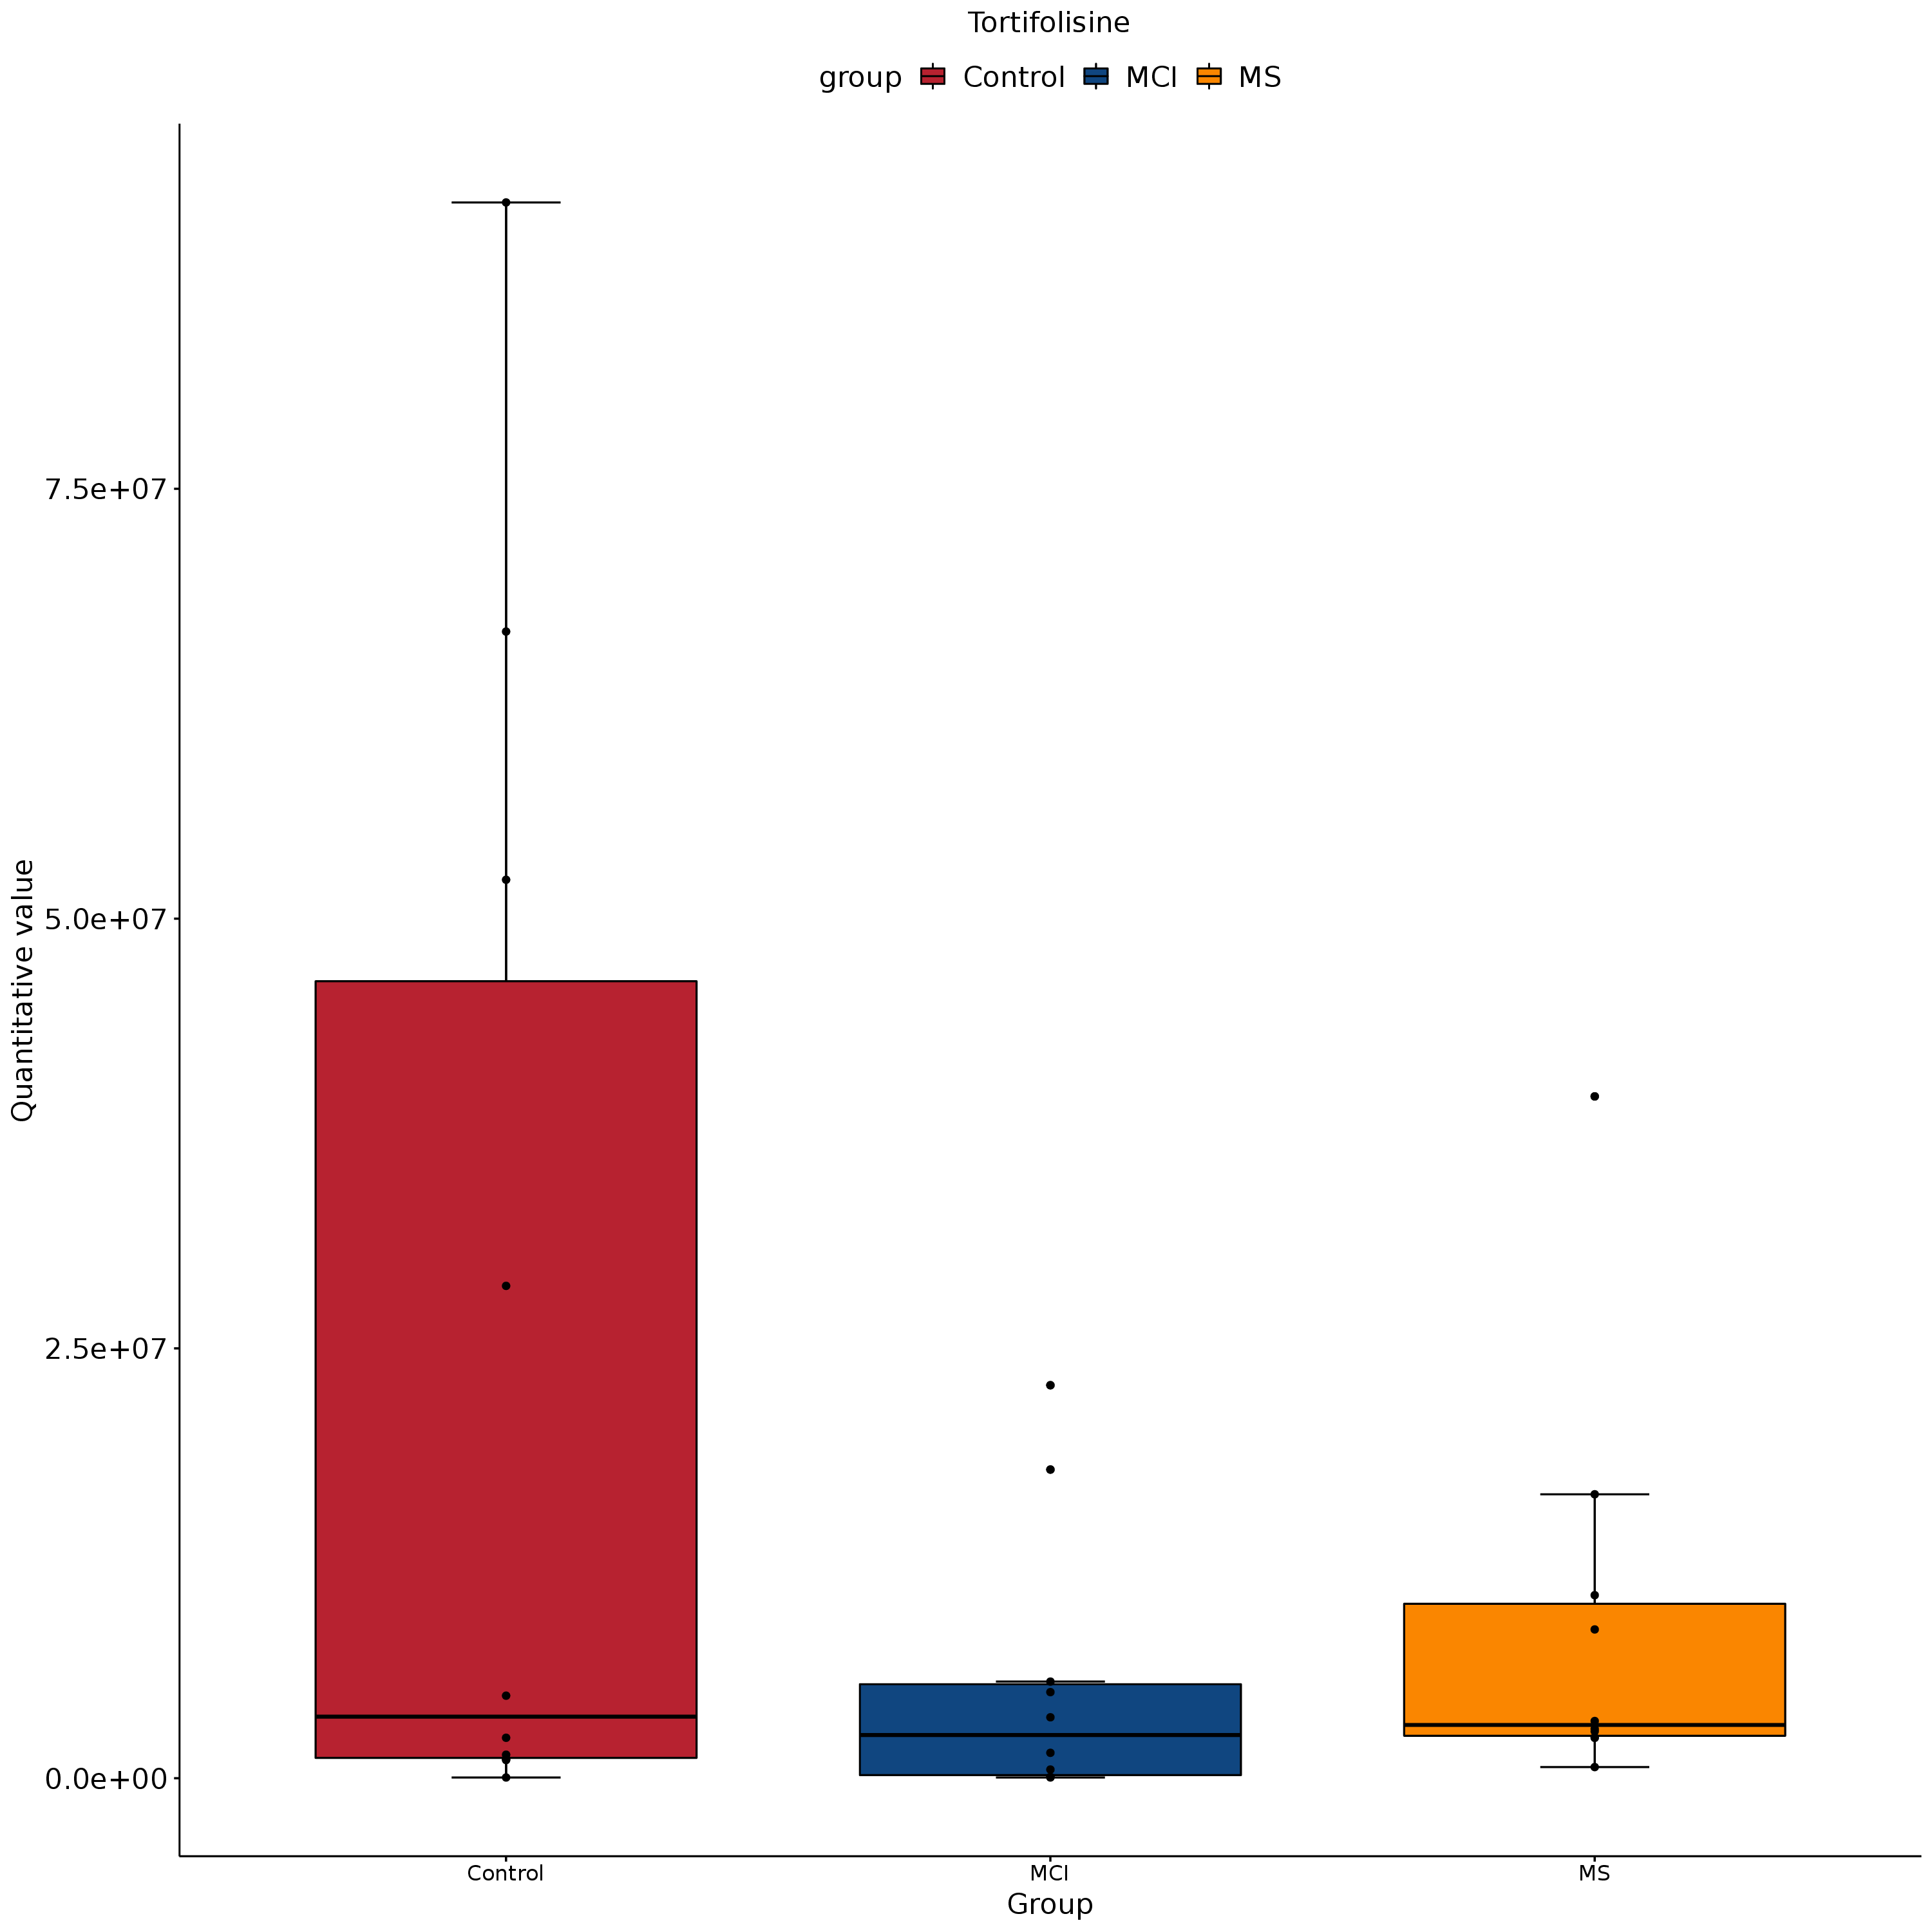 Tortifolisine
group Control MCI MS
Quantitative value
7.5e+07
5.0e+07
2.5e+07
0.0e+00
Control MCI MS
Group